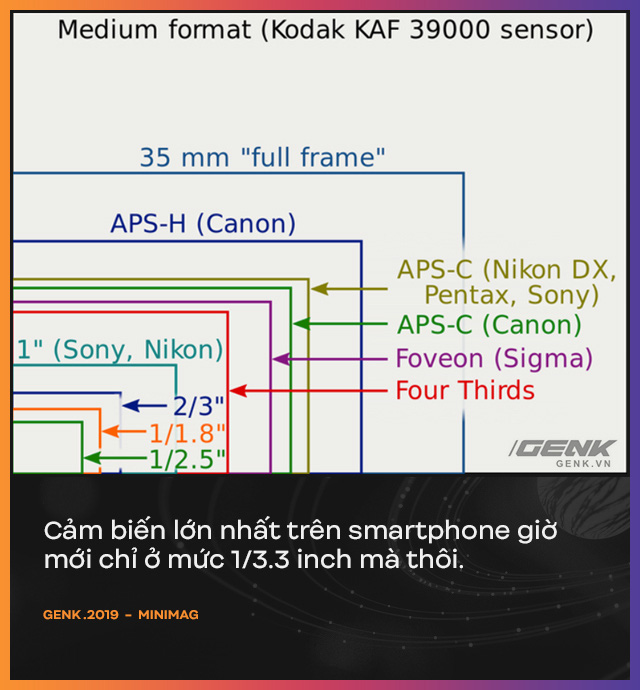 Medium format (Kodak KAF 39000 sensor)
35 mm "full frame"
APS-H (Canon)
APS-C (Nikon DX,
Pentax, Sony)
APS-C (Canon)
1" (Sony, Nikon)
Foveon (Sigma)
Four Thirds
2/3"
1/1.8"
1/2.5"
GENK
GENK.VN
Cảm biến lớn nhất trên smartphone giờ
mới chỉ ở mức 1/3.3 inch mà thôi.
GENK.2019 - MINIMAG